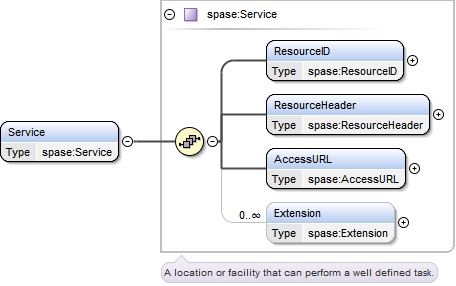 spase:Service
ResourceID
Type spase:ResourceID
ResourceHeader
Type spase:ResourceHeader
Service
Type spase:Service
AccessURL
Type spase:AccessURL
0..∞
Extension
Type spase:Extension
A location or facility that can perform a well defined task.